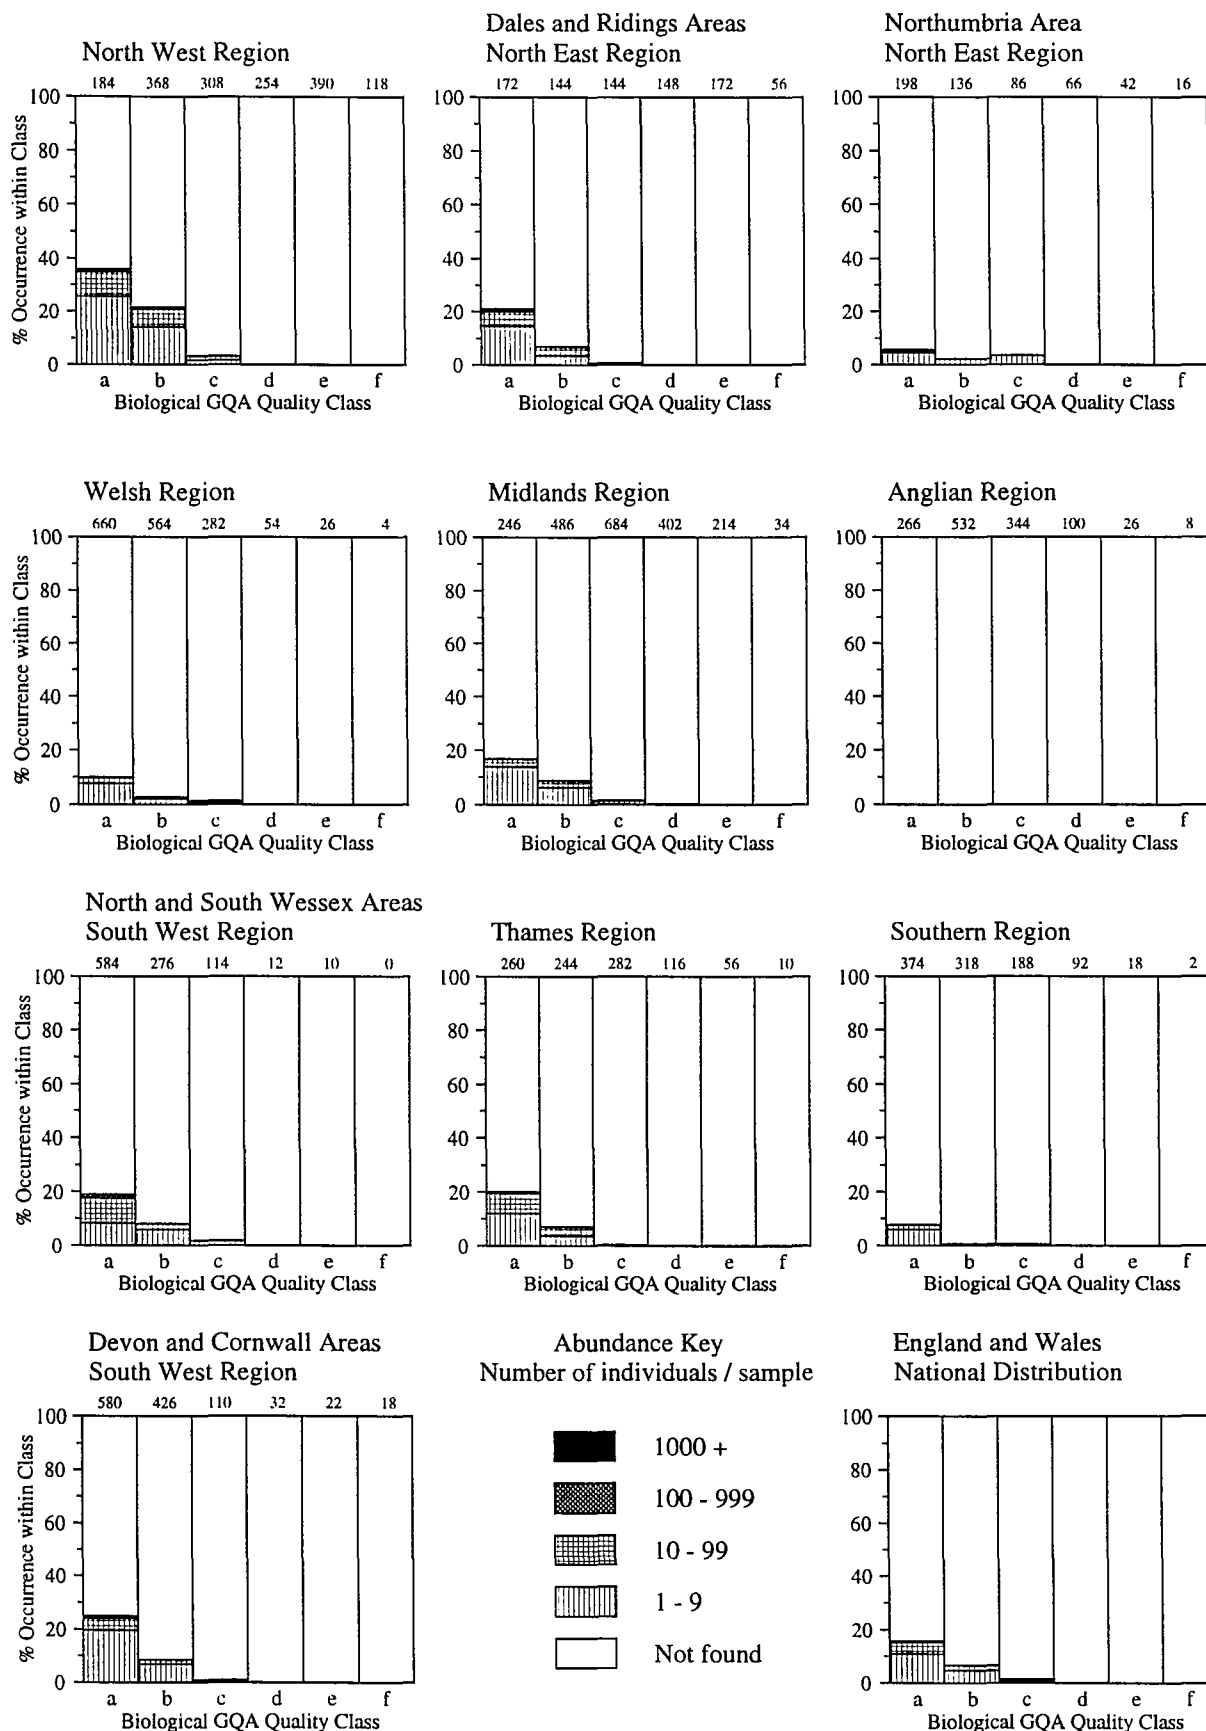 North West Region
184 368 308 254 390 118
% Occurrence within Class
100
80
60
40
20
0
a b c d e f
Biological GQA Quality Class
Dales and Ridings Areas
North East Region
172 144 144 148 172 56
100
80
60
40
20
0
a b c d e f
Biological GQA Quality Class
Northumbria Area
North East Region
198 136 86 66 42 16
100
80
60
40
20
0
a b c d e f
Biological GQA Quality Class
Welsh Region
660 564 282 54 26 4
% Occurrence within Class
100
80
60
40
20
0
a b c d e f
Biological GQA Quality Class
Midlands Region
246 486 684 402 214 34
100
80
60
40
20
0
a b c d e f
Biological GQA Quality Class
Anglian Region
266 532 344 100 26 8
100
80
60
40
20
0
a b c d e f
Biological GQA Quality Class
North and South Wessex Areas
South West Region
584 276 114 12 10 0
% Occurrence within Class
100
80
60
40
20
0
a b c d e f
Biological GQA Quality Class
Thames Region
260 244 282 116 56 10
100
80
60
40
20
0
a b c d e f
Biological GQA Quality Class
Southern Region
374 318 188 92 18 2
100
80
60
40
20
0
a b c d e f
Biological GQA Quality Class
Devon and Cornwall Areas
South West Region
580 426 110 32 22 18
% Occurrence within Class
100
80
60
40
20
0
a b c d e f
Biological GQA Quality Class
Abundance Key
Number of individuals / sample
1000 +
100 - 999
10 - 99
1 - 9
Not found
England and Wales
National Distribution
100
80
60
40
20
0
a b c d e f
Biological GQA Quality Class